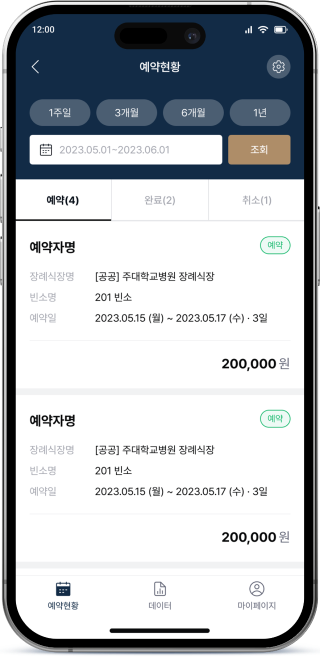 12:00
예약현황
1주일 3개월 6개월 1년
2023.05.01~2023.06.01 조회
예약(4) 완료(2) 취소(1)
예약자명 예약
장례식장명 [공공] 주대학교병원 장례식장
빈소명 201 빈소
예약일 2023.05.15 (월) ~ 2023.05.17 (수) · 3일
200,000 원
예약자명 예약
장례식장명 [공공] 주대학교병원 장례식장
빈소명 201 빈소
예약일 2023.05.15 (월) ~ 2023.05.17 (수) · 3일
200,000 원
예약현황 데이터 마이페이지